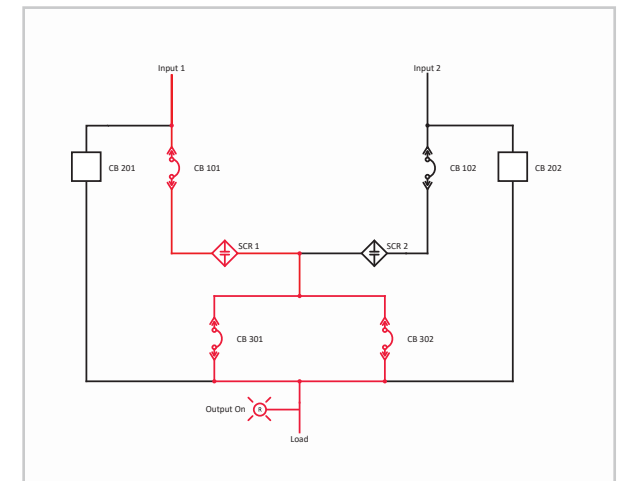 Input 1
Input 2
CB 201
CB 101
CB 102
CB 202
SCR 1
SCR 2
CB 301
CB 302
Output On
R
Load